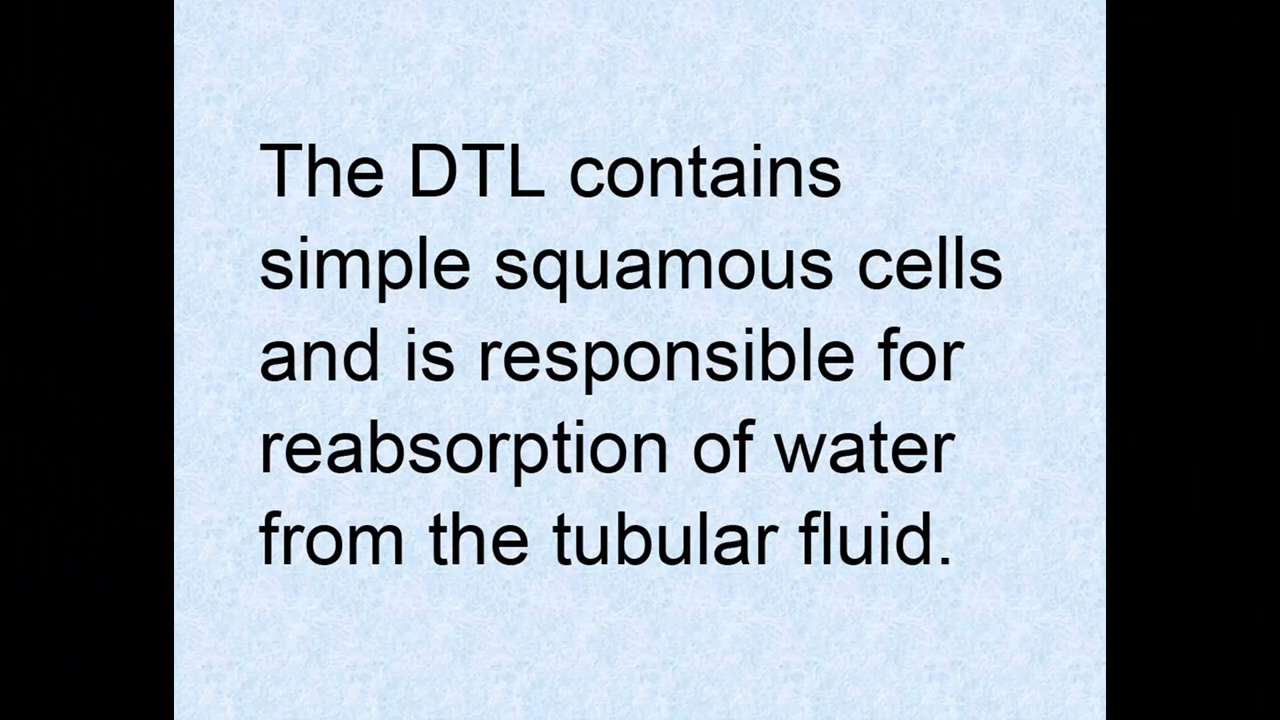 The DTL contains
simple squamous cells
and is responsible for
reabsorption of water
from the tubular fluid.